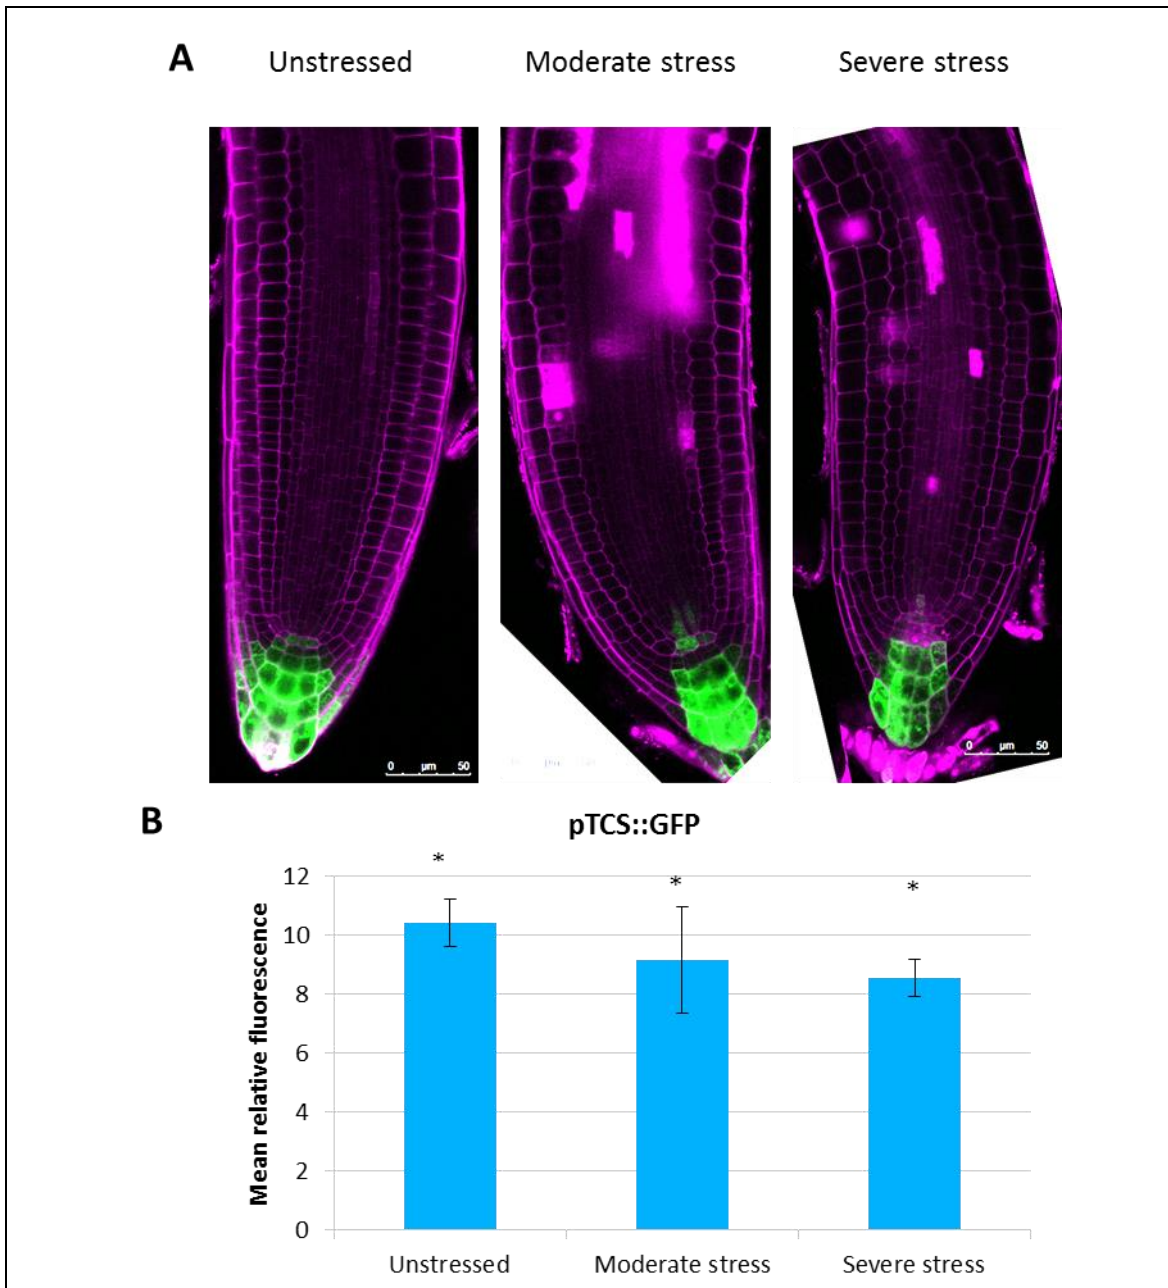 A Unstressed Moderate stress Severe stress
0 µm 50
0 µm 50
B
pTCS::GFP
* * *
Mean relative fluorescence
12
10
8
6
4
2
0
Unstressed Moderate stress Severe stress